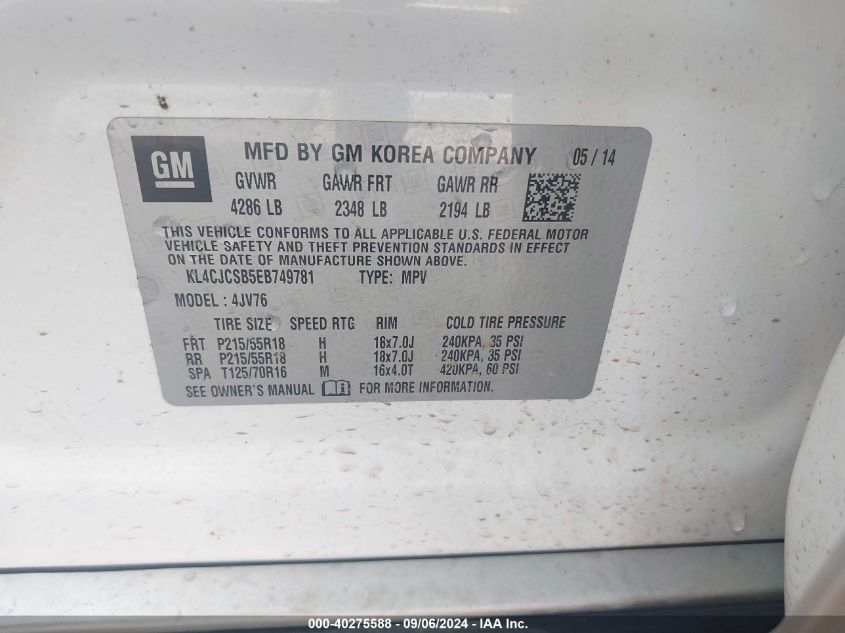 GM
MFD BY GM KOREA COMPANY 05 / 14
GVWR GAWR FRT GAWR RR
4286 LB 2348 LB 2194 LB
THIS VEHICLE CONFORMS TO ALL APPLICABLE U.S. FEDERAL MOTOR
VEHICLE SAFETY AND THEFT PREVENTION STANDARDS IN EFFECT
ON THE DATE OF MANUFACTURE SHOWN ABOVE.
KL4CJCSB5EB749781 TYPE: MPV
MODEL : 4JV76
TIRE SIZE SPEED RTG RIM COLD TIRE PRESSURE
FRT P215/55R18 H 18x7.0J 240KPA, 35 PSI
RR P215/55R18 H 18x7.0J 240KPA, 35 PSI
SPA T125/70R16 M 16x4.0T 420KPA, 60 PSI
SEE OWNER'S MANUAL FOR MORE INFORMATION.
000-40275588 - 09/06/2024 - IAA Inc.